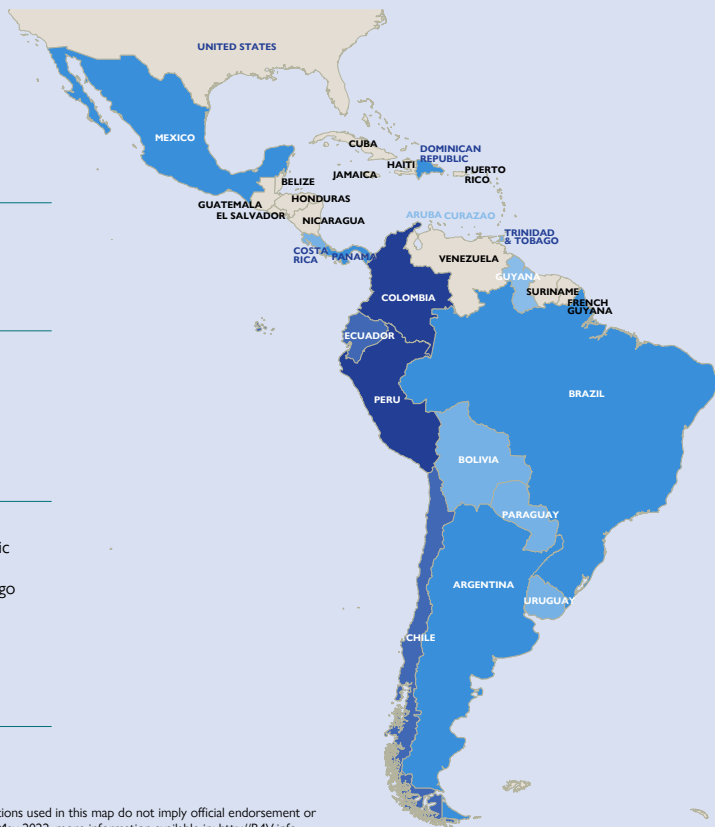 UNITED STATES
MEXICO
CUBA
DOMINICAN
REPUBLIC
HAITI
PUERTO
RICO
JAMAICA
BELIZE
HONDURAS
GUATEMALA
EL SALVADOR
NICARAGUA
ARUBA CURAZAO
TRINIDAD
& TOBAGO
COSTA
RICA
PANAMA
VENEZUELA
GUYANA
SURINAME
FRENCH
GUYANA
COLOMBIA
ECUADOR
PERU
BRAZIL
BOLIVIA
PARAGUAY
ic
go
ARGENTINA
URUGUAY
CHILE
tions used in this map do not imply official endorsement or